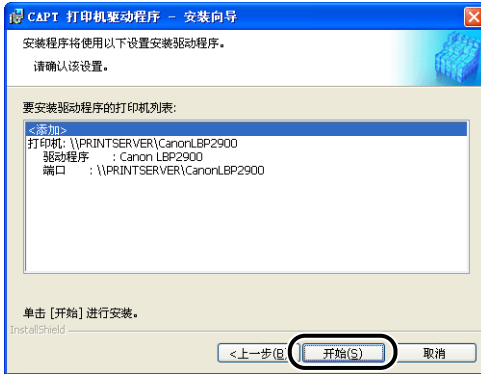 CAPT 打印机驱动程序 - 安装向导
安装程序将使用以下设置安装驱动程序。
请确认该设置。
要安装驱动程序的打印机列表:
<添加>
打印机: \\PRINTSERVER\CanonLBP2900
驱动程序 : Canon LBP2900
端口 : \\PRINTSERVER\CanonLBP2900
单击 [开始] 进行安装。
InstallShield
<上一步(B) 开始(S) 取消